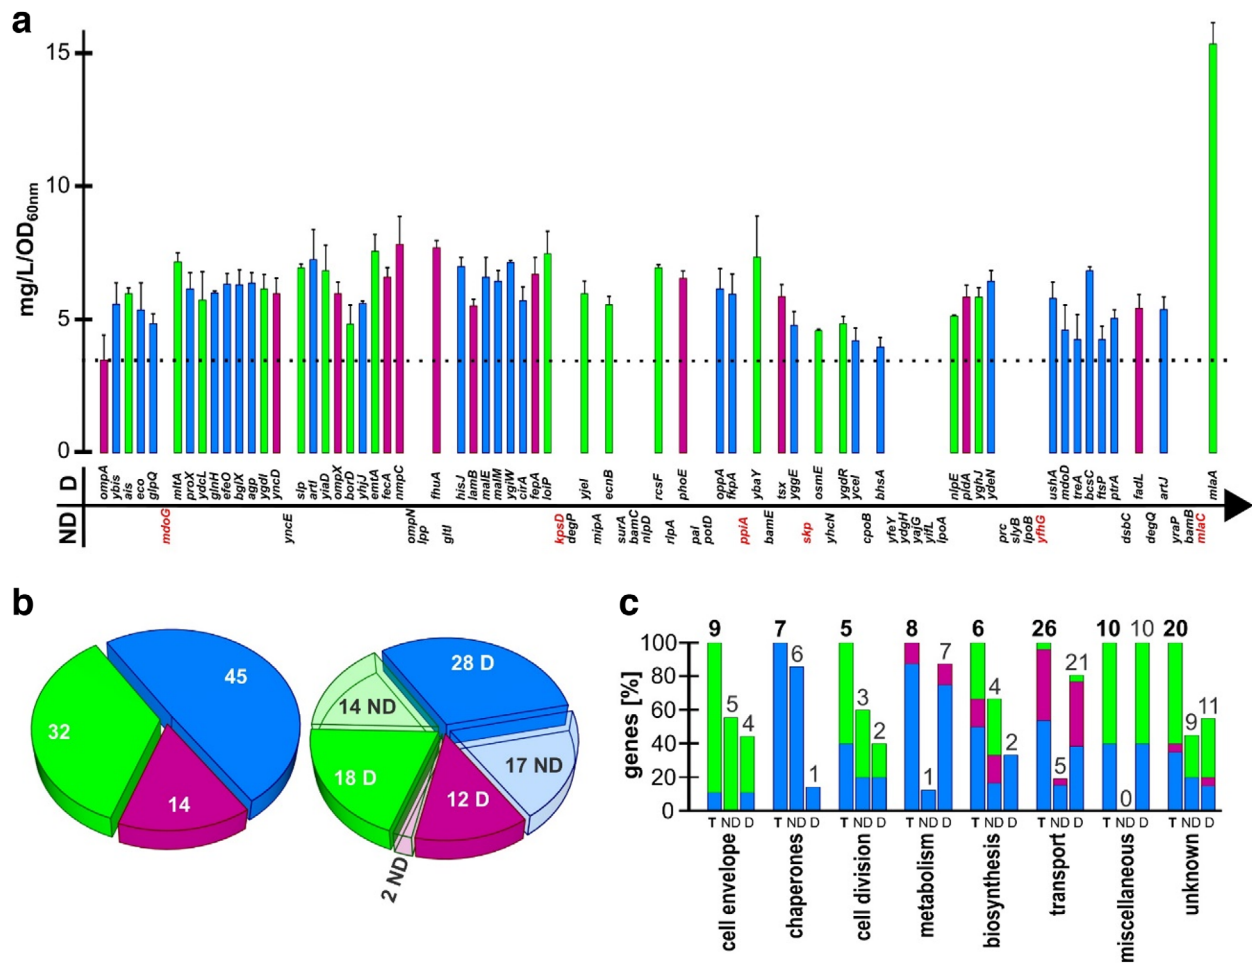 a
15
10
5
0
mg/L/OD60nm
D
ompA ybis ais eco glpQ mltA proX ydcL glnH efeO bglX agp ygdI yncD slp artI yiaD ompX borD yhjJ emtA fecA nmpC fhuA hisJ lamB malE malM ygiW cirA fepA loiP yjeI ecnB rcsF phoE oppA fkpA ybaY tsx yggE osmE ygdR yceI bhsA nlpE pldA yghJ ydeN ushA mdoD treA bcsC ftsP ptrA fadL artJ mlaA
ND
mdoG yncE ompN lpp gltI kpsD degP mipA surA bamC nlpD rlpA pal potD ppiA bamE skp yhcN cpoB yfeY ydgH yajG yifL lpoA prc slyB lpoB yfhG dsbC degQ yraP bamB mlaC
b
45
32
14
28 D
14 ND
17 ND
18 D
12 D
2 ND
c
9 7 5 8 6 26 10 20
5 4 6 1 3 2 1 7 4 2 5 21 0 10 9 11
100
80
60
40
20
0
genes [%]
T ND D T ND D T ND D T ND D T ND D T ND D T ND D T ND D
cell envelope
chaperones
cell division
metabolism
biosynthesis
transport
miscellaneous
unknown